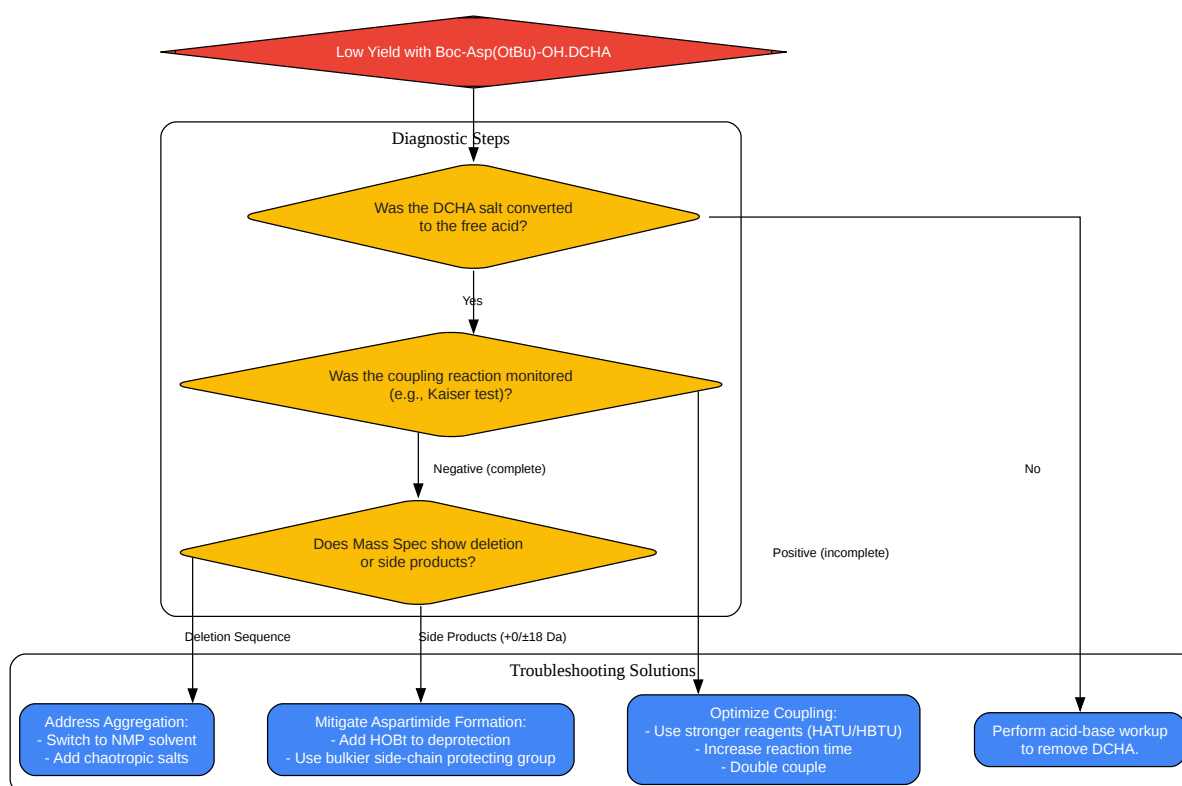 Low Yield with Boc-Asp(OtBu)-OH.DCHA
Diagnostic Steps
Was the DCHA salt converted
to the free acid?
Yes
Was the coupling reaction monitored
(e.g., Kaiser test)?
Negative (complete)
No
Does Mass Spec show deletion
or side products?
Positive (incomplete)
Deletion Sequence
Side Products (+0/±18 Da)
Troubleshooting Solutions
Address Aggregation:
- Switch to NMP solvent
- Add chaotropic salts
Mitigate Aspartimide Formation:
- Add HOBt to deprotection
- Use bulkier side-chain protecting group
Optimize Coupling:
- Use stronger reagents (HATU/HBTU)
- Increase reaction time
- Double couple
Perform acid-base workup
to remove DCHA.